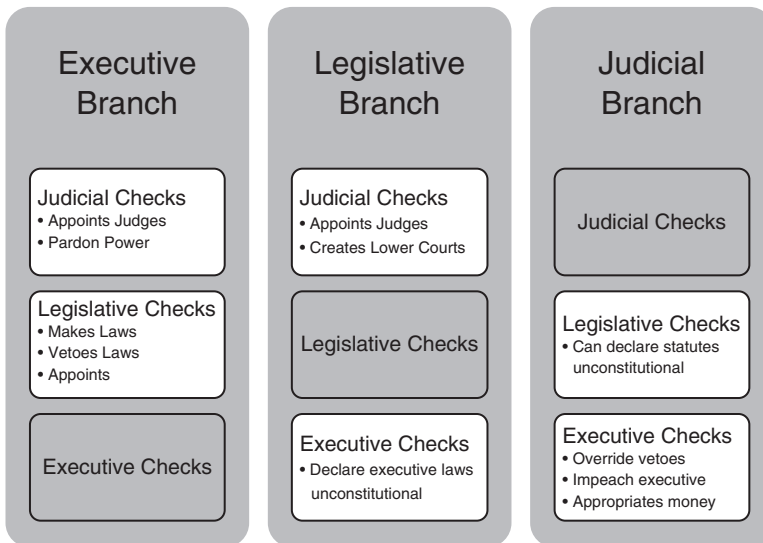 Executive
Branch
Judicial Checks
• Appoints Judges
• Pardon Power
Legislative Checks
• Makes Laws
• Vetoes Laws
• Appoints
Executive Checks
Legislative
Branch
Judicial Checks
• Appoints Judges
• Creates Lower Courts
Legislative Checks
Executive Checks
• Declare executive laws
unconstitutional
Judicial
Branch
Judicial Checks
Legislative Checks
• Can declare statutes
unconstitutional
Executive Checks
• Override vetoes
• Impeach executive
• Appropriates money